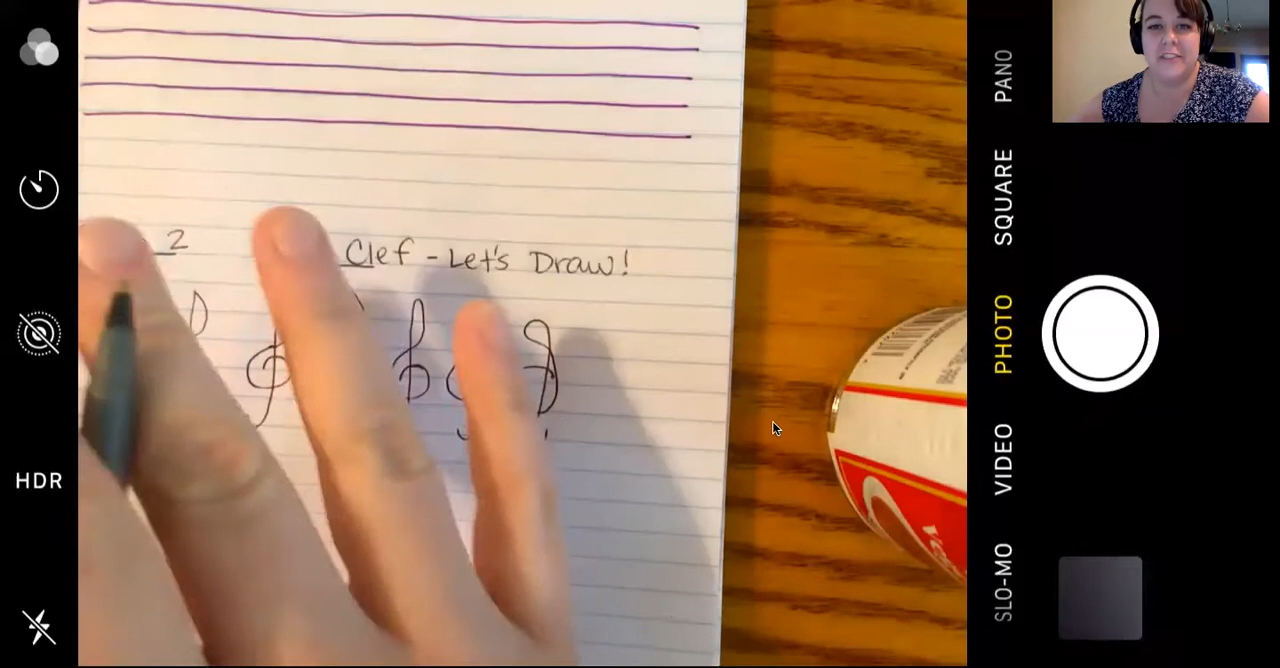 2
Clef - Let's Draw!
HDR
PANO
SQUARE
PHOTO
VIDEO
SLO-MO